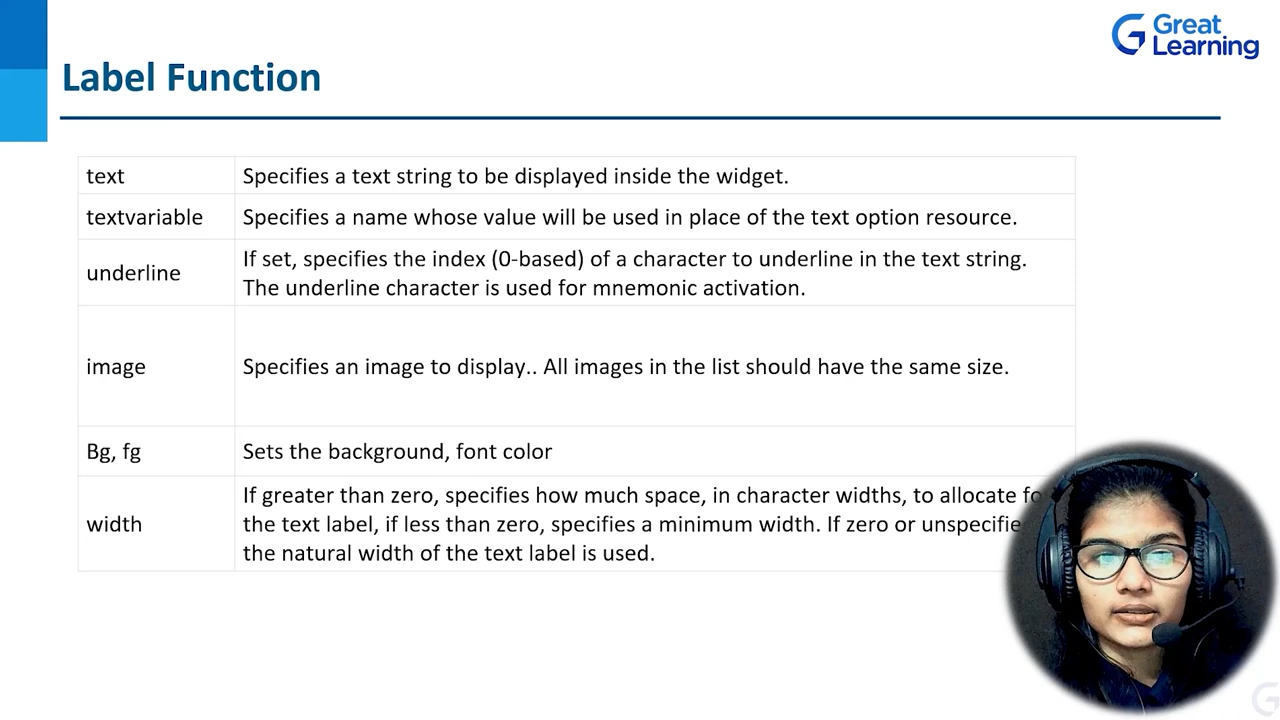 Great
Learning
Label Function
text
Specifies a text string to be displayed inside the widget.
textvariable
Specifies a name whose value will be used in place of the text option resource.
underline
If set, specifies the index (0-based) of a character to underline in the text string.
The underline character is used for mnemonic activation.
image
Specifies an image to display.. All images in the list should have the same size.
Bg, fg
Sets the background, font color
width
If greater than zero, specifies how much space, in character widths, to allocate
the text label, if less than zero, specifies a minimum width. If zero or
the natural width of the text label is used.